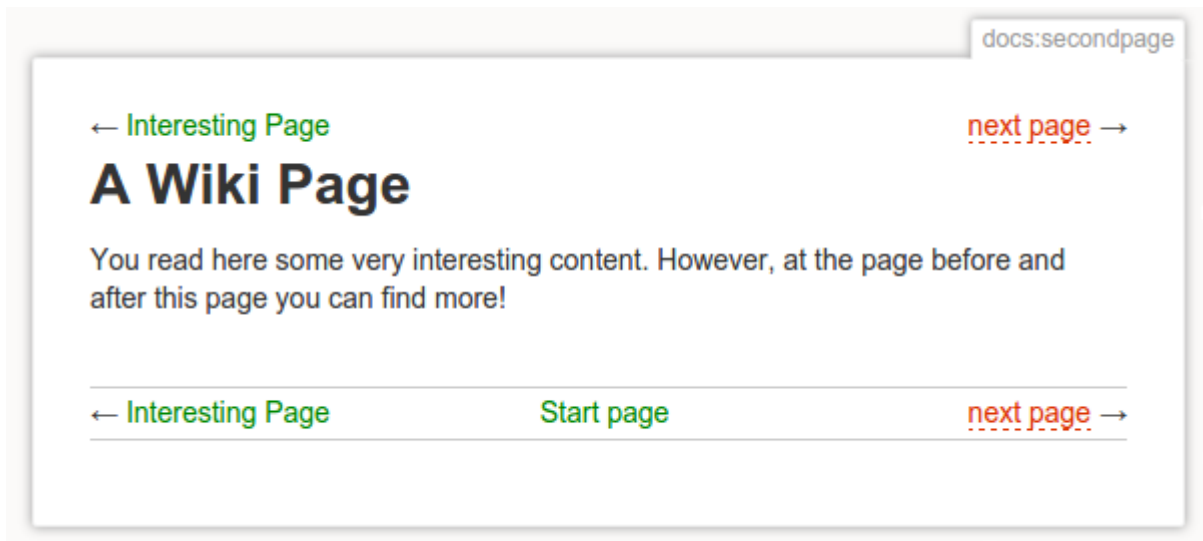 docs:secondpage
← Interesting Page next page →
A Wiki Page
You read here some very interesting content. However, at the page before and
after this page you can find more!
← Interesting Page Start page next page →